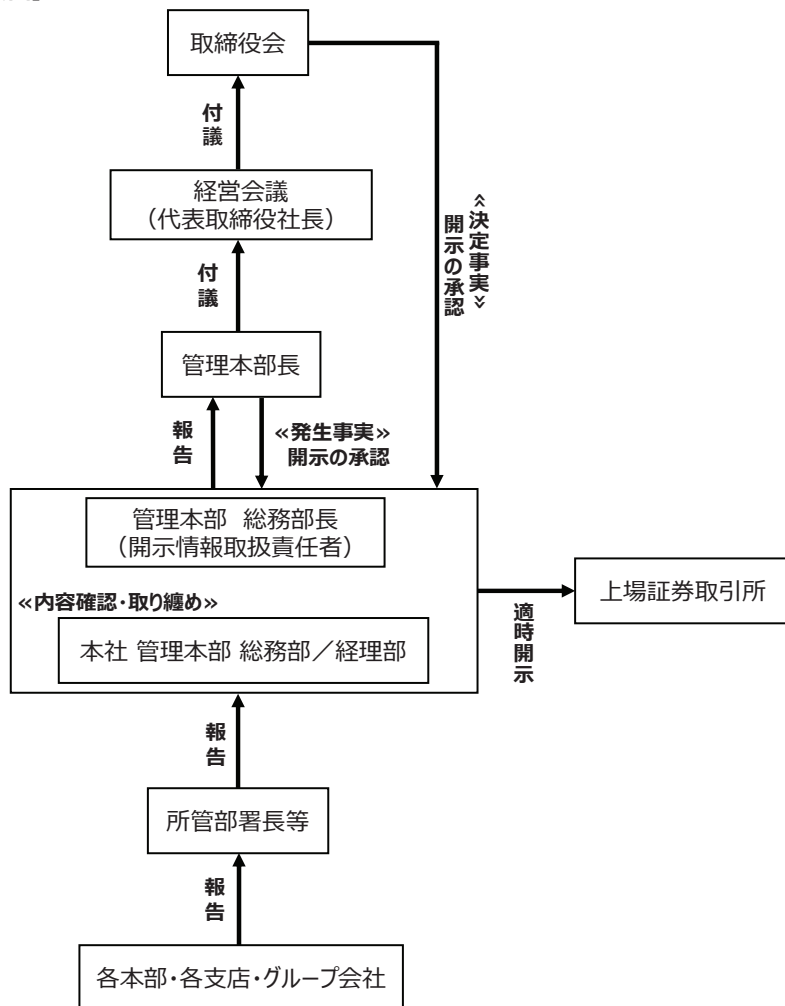 取締役会
付議
経営会議
（代表取締役社長）
≪決定事実≫
開示の承認
付議
管理本部長
報告
≪発生事実≫
開示の承認
管理本部 総務部長
（開示情報取扱責任者）
≪内容確認・取り纏め≫
本社 管理本部 総務部／経理部
適時開示
上場証券取引所
報告
所管部署長等
報告
各本部・各支店・グループ会社